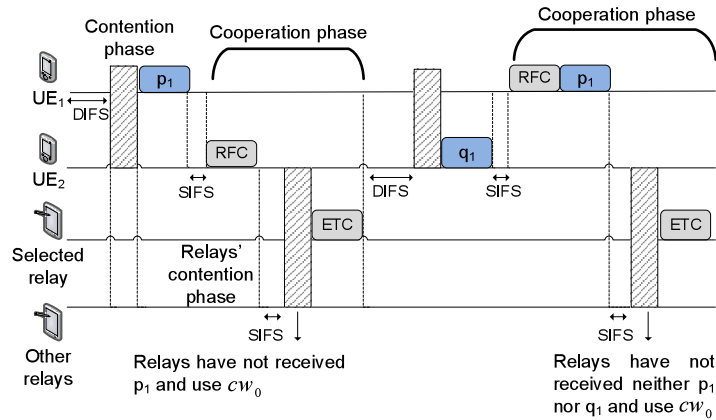 Contention
phase
Cooperation phase
Cooperation phase
p1
RFC
p1
UE1
DIFS
RFC
q1
UE2
SIFS
DIFS
SIFS
ETC
ETC
Selected
relay
Relays'
contention
phase
SIFS
SIFS
Other
relays
Relays have not received
p1 and use cw0
Relays have not
received neither p1
nor q1 and use cw0